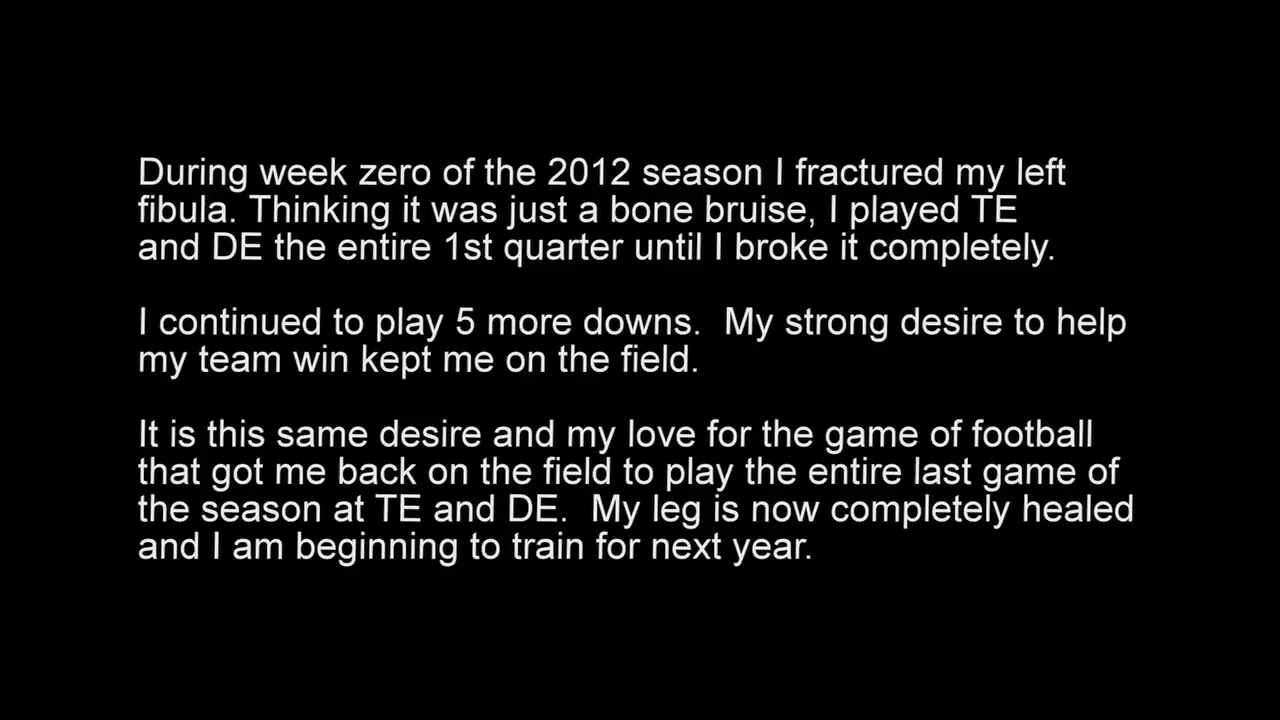 During week zero of the 2012 season I fractured my left
fibula. Thinking it was just a bone bruise, I played TE
and DE the entire 1st quarter until I broke it completely.
I continued to play 5 more downs.  My strong desire to help
my team win kept me on the field.
It is this same desire and my love for the game of football
that got me back on the field to play the entire last game of
the season at TE and DE.  My leg is now completely healed
and I am beginning to train for next year.